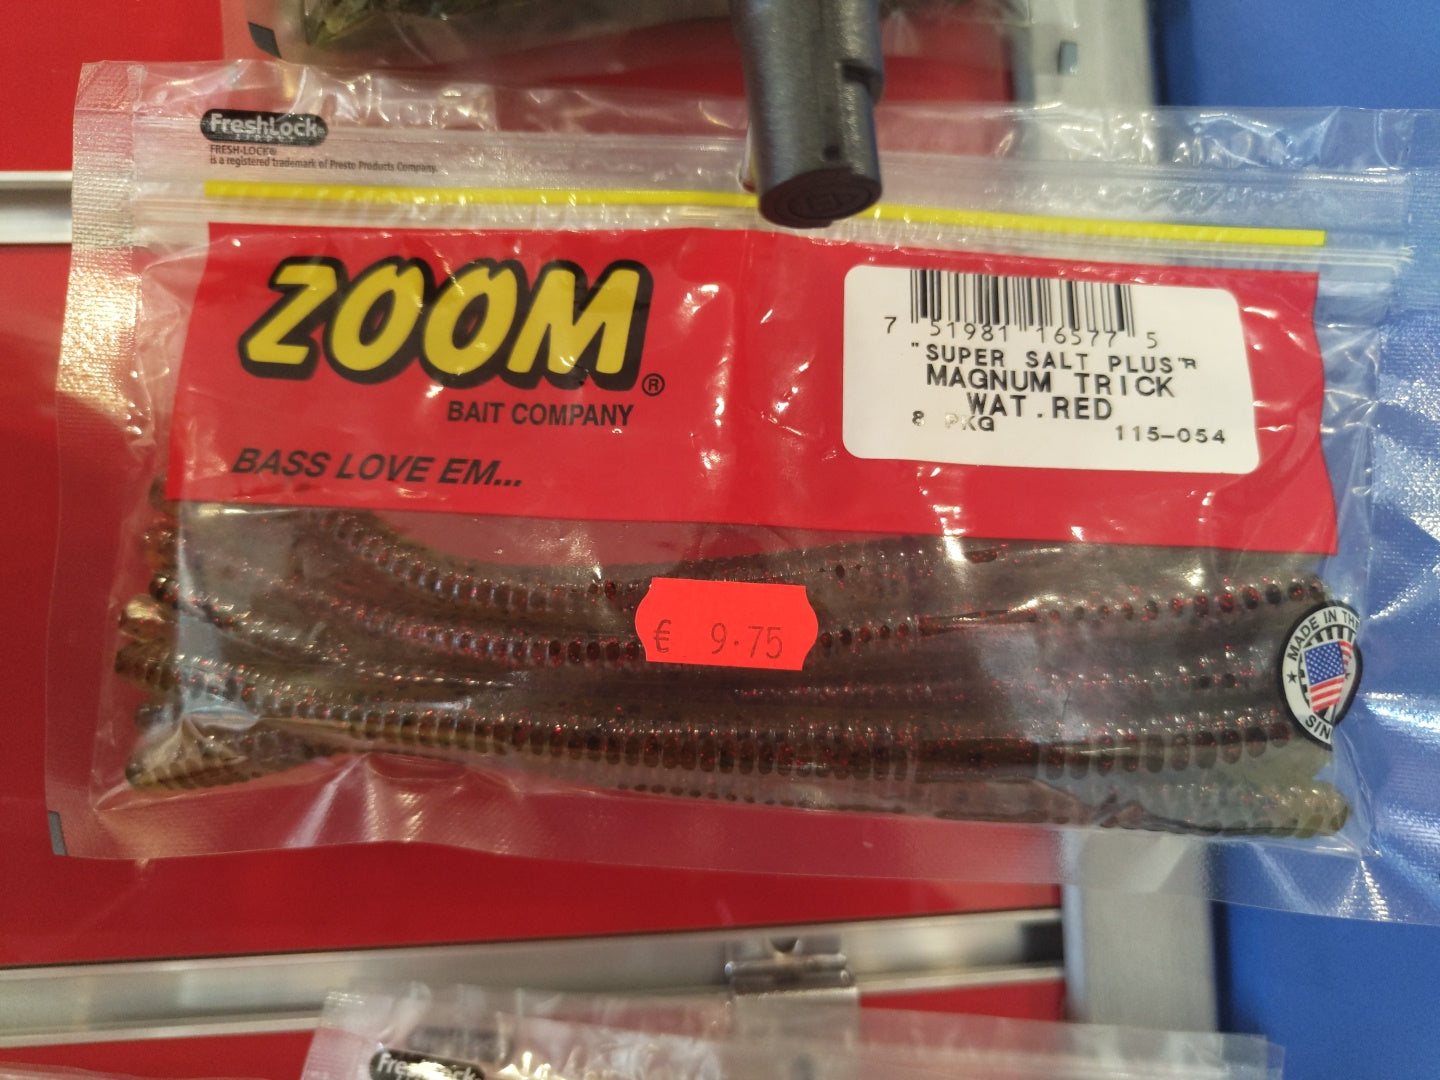 FreshLock
FRESH-LOCK®
is a registered trademark of Presto Products Company.
ZOOM®
BAIT COMPANY
BASS LOVE EM...
7 51981 16577 5
"SUPER SALT PLUS"R
MAGNUM TRICK
WAT.RED
8 PKG 115-054
€ 9.75
MADE IN THE
SIN